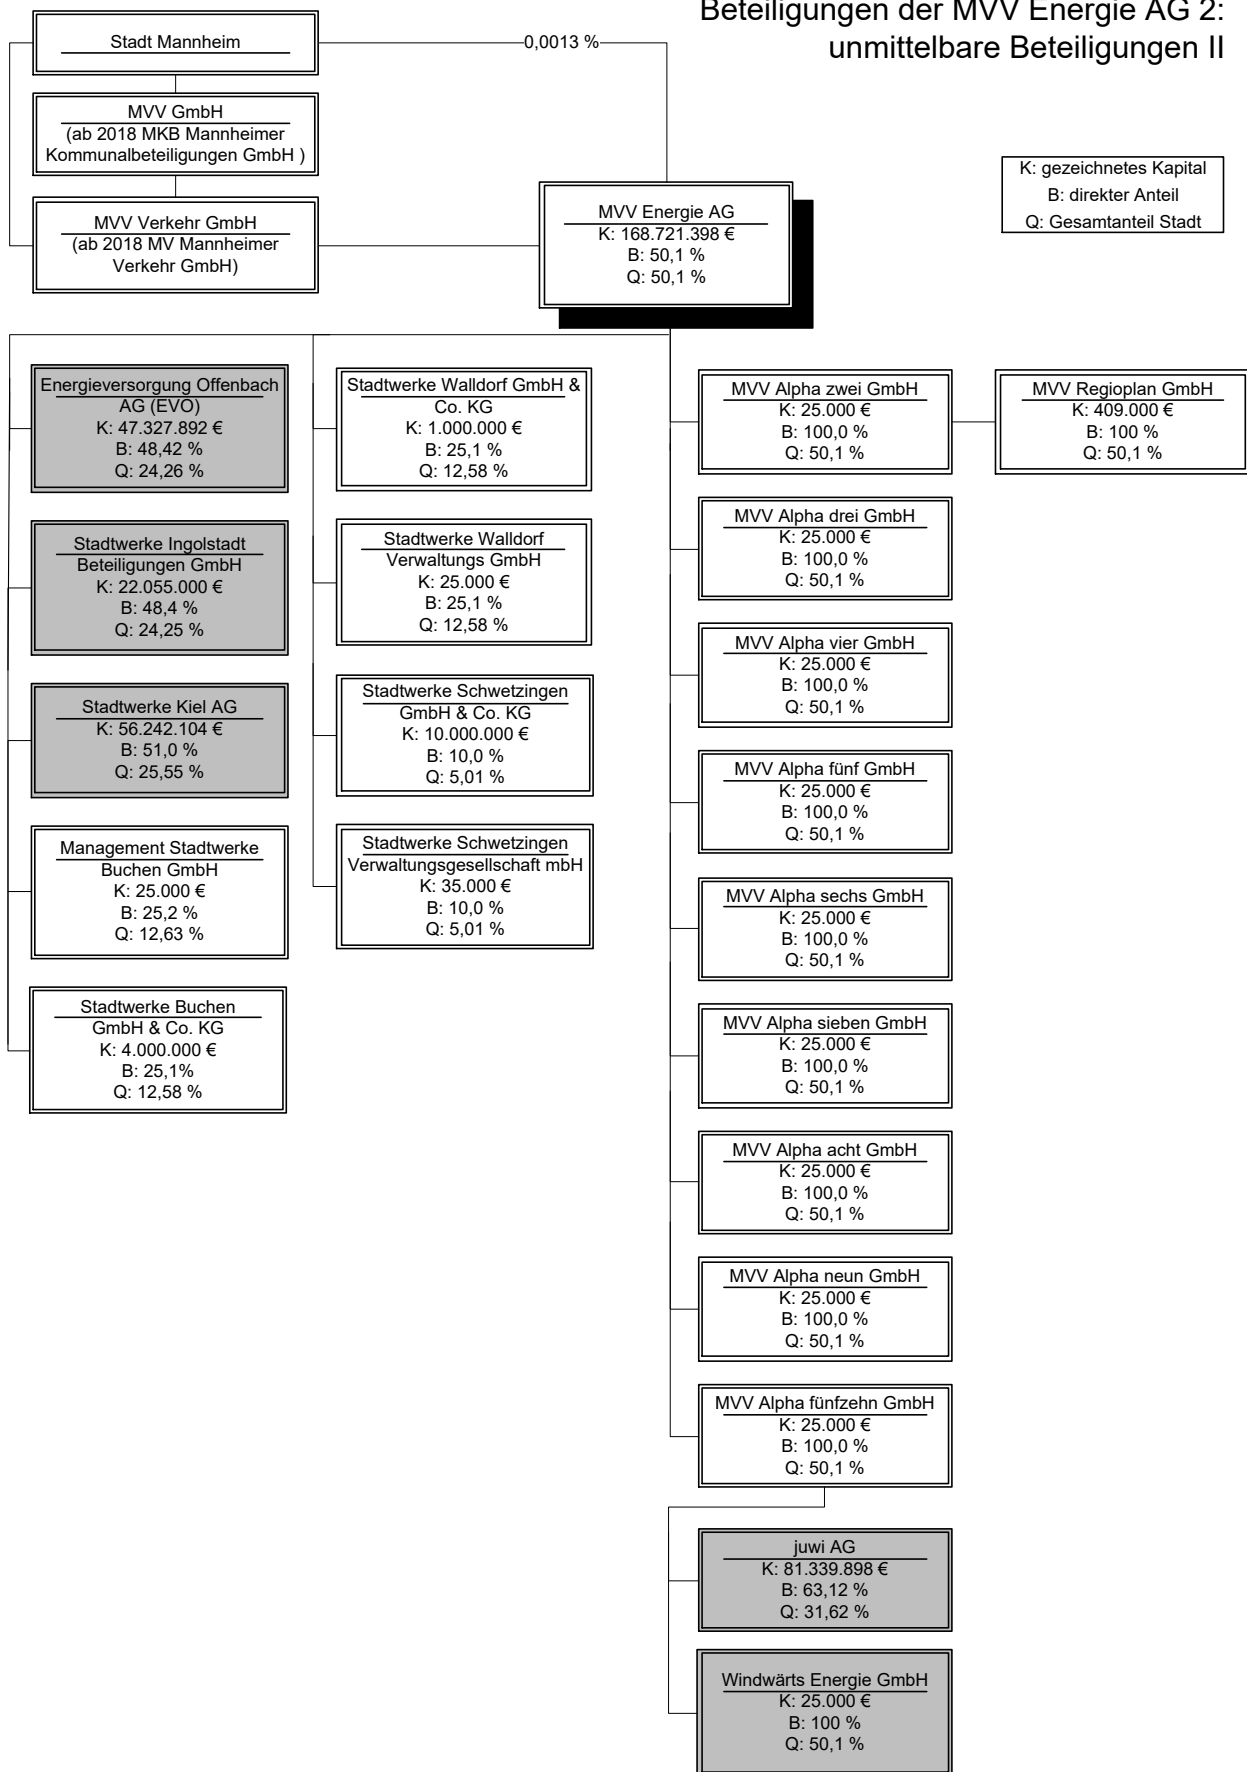 Beteiligungen der MVV Energie AG 2:
unmittelbare Beteiligungen II
Stadt Mannheim
0,0013 %
MVV GmbH
(ab 2018 MKB Mannheimer
Kommunalbeteiligungen GmbH )
MVV Verkehr GmbH
(ab 2018 MV Mannheimer
Verkehr GmbH)
MVV Energie AG
K: 168.721.398 €
B: 50,1 %
Q: 50,1 %
K: gezeichnetes Kapital
B: direkter Anteil
Q: Gesamtanteil Stadt
Energieversorgung Offenbach
AG (EVO)
K: 47.327.892 €
B: 48,42 %
Q: 24,26 %
Stadtwerke Ingolstadt
Beteiligungen GmbH
K: 22.055.000 €
B: 48,4 %
Q: 24,25 %
Stadtwerke Kiel AG
K: 56.242.104 €
B: 51,0 %
Q: 25,55 %
Management Stadtwerke
Buchen GmbH
K: 25.000 €
B: 25,2 %
Q: 12,63 %
Stadtwerke Buchen
GmbH & Co. KG
K: 4.000.000 €
B: 25,1%
Q: 12,58 %
Stadtwerke Walldorf GmbH &
Co. KG
K: 1.000.000 €
B: 25,1 %
Q: 12,58 %
Stadtwerke Walldorf
Verwaltungs GmbH
K: 25.000 €
B: 25,1 %
Q: 12,58 %
Stadtwerke Schwetzingen
GmbH & Co. KG
K: 10.000.000 €
B: 10,0 %
Q: 5,01 %
Stadtwerke Schwetzingen
Verwaltungsgesellschaft mbH
K: 35.000 €
B: 10,0 %
Q: 5,01 %
MVV Alpha zwei GmbH
K: 25.000 €
B: 100,0 %
Q: 50,1 %
MVV Regioplan GmbH
K: 409.000 €
B: 100 %
Q: 50,1 %
MVV Alpha drei GmbH
K: 25.000 €
B: 100,0 %
Q: 50,1 %
MVV Alpha vier GmbH
K: 25.000 €
B: 100,0 %
Q: 50,1 %
MVV Alpha fünf GmbH
K: 25.000 €
B: 100,0 %
Q: 50,1 %
MVV Alpha sechs GmbH
K: 25.000 €
B: 100,0 %
Q: 50,1 %
MVV Alpha sieben GmbH
K: 25.000 €
B: 100,0 %
Q: 50,1 %
MVV Alpha acht GmbH
K: 25.000 €
B: 100,0 %
Q: 50,1 %
MVV Alpha neun GmbH
K: 25.000 €
B: 100,0 %
Q: 50,1 %
MVV Alpha fünfzehn GmbH
K: 25.000 €
B: 100,0 %
Q: 50,1 %
juwi AG
K: 81.339.898 €
B: 63,12 %
Q: 31,62 %
Windwärts Energie GmbH
K: 25.000 €
B: 100 %
Q: 50,1 %